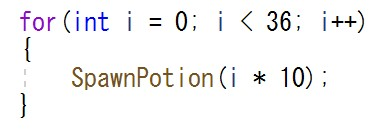 for(int i = 0; i < 36; i++)
{
    SpawnPotion(i * 10);
}